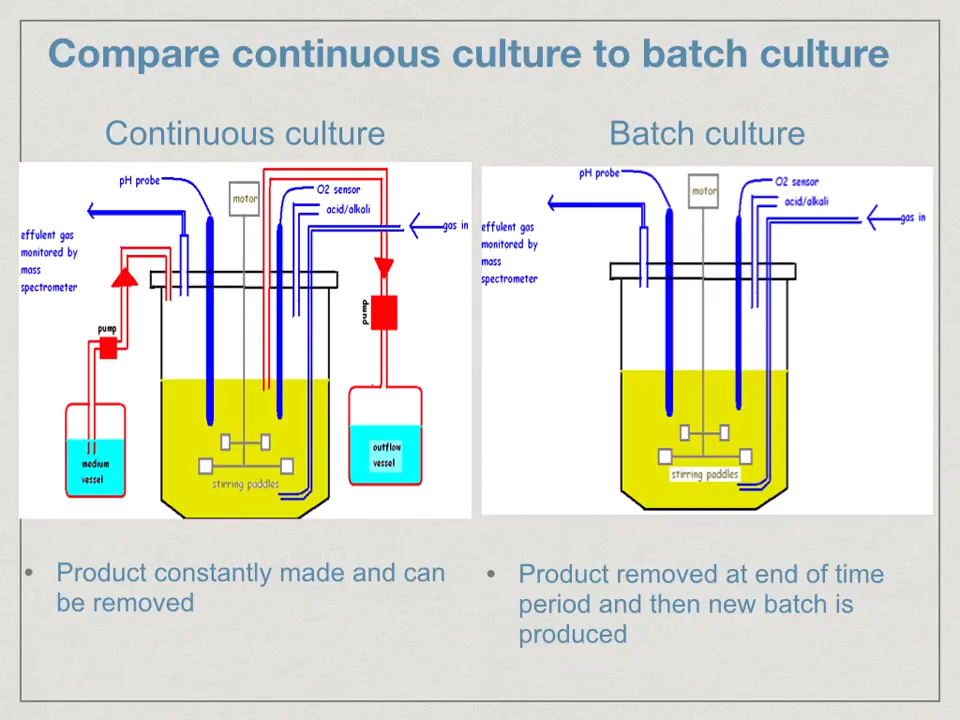 Compare continuous culture to batch culture
Continuous culture
pH probe
motor
O2 sensor
acid/alkali
gas in
effulent gas
monitored by
mass
spectrometer
pump
pump
medium
vessel
outflow
vessel
stirring paddles
• Product constantly made and can
be removed
Batch culture
pH probe
motor
O2 sensor
acid/alkali
gas in
effulent gas
monitored by
mass
spectrometer
stirring paddles
• Product removed at end of time
period and then new batch is
produced